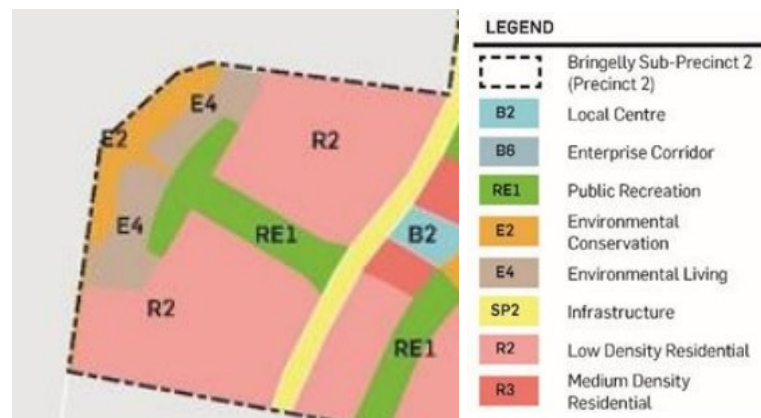 E4
E2
R2
E4
RE1
B2
R2
RE1
LEGEND
Bringelly Sub-Precinct 2
(Precinct 2)
B2 Local Centre
B6 Enterprise Corridor
RE1 Public Recreation
E2 Environmental
Conservation
E4 Environmental Living
SP2 Infrastructure
R2 Low Density Residential
R3 Medium Density
Residential